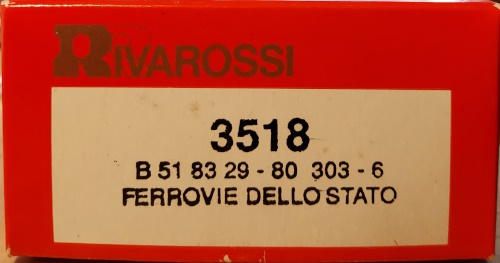 RIVAROSSI
3518
B 51 83 29 - 80 303 - 6
FERROVIE DELLO STATO